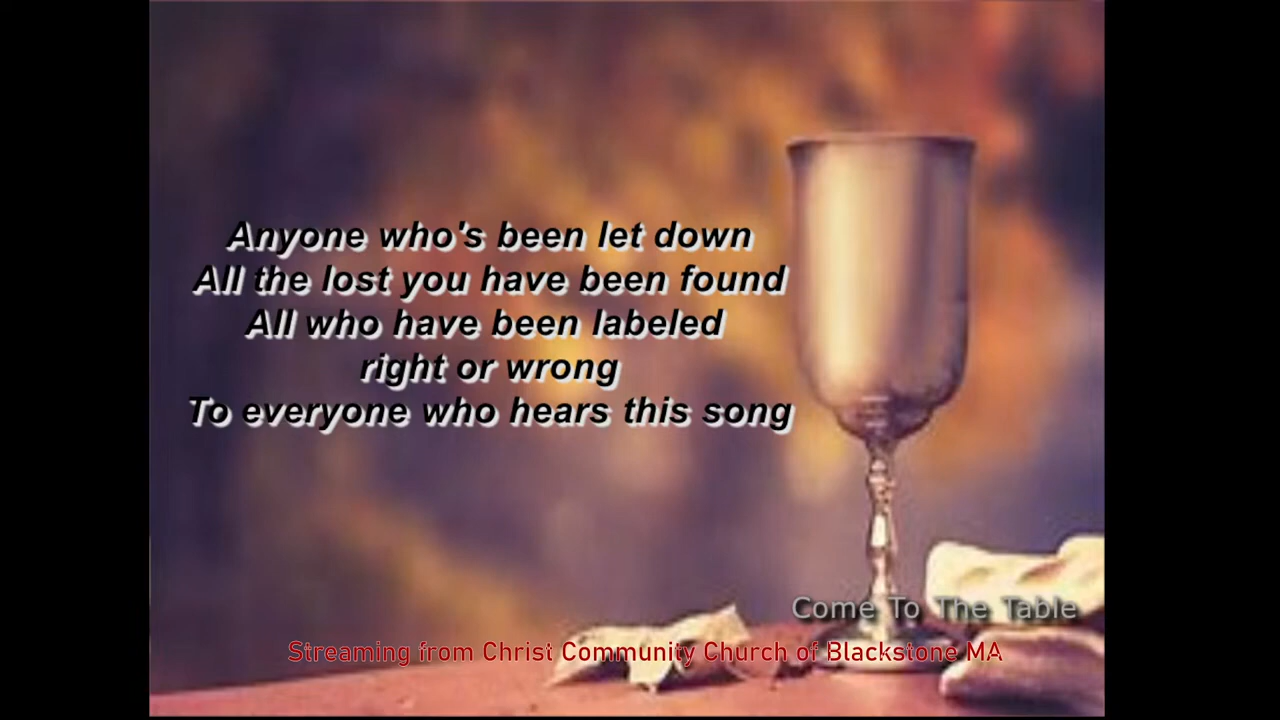 Anyone who's been let down
All the lost you have been found
All who have been labeled
right or wrong
To everyone who hears this song
Come To The Table
Streaming from Christ Community Church of Blackstone MA